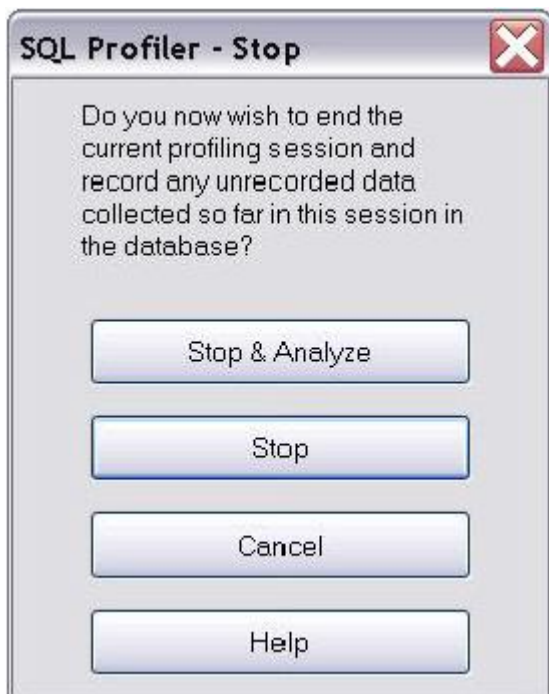 SQL Profiler - Stop
Do you now wish to end the
current profiling session and
record any unrecorded data
collected so far in this session in
the database?
Stop & Analyze
Stop
Cancel
Help